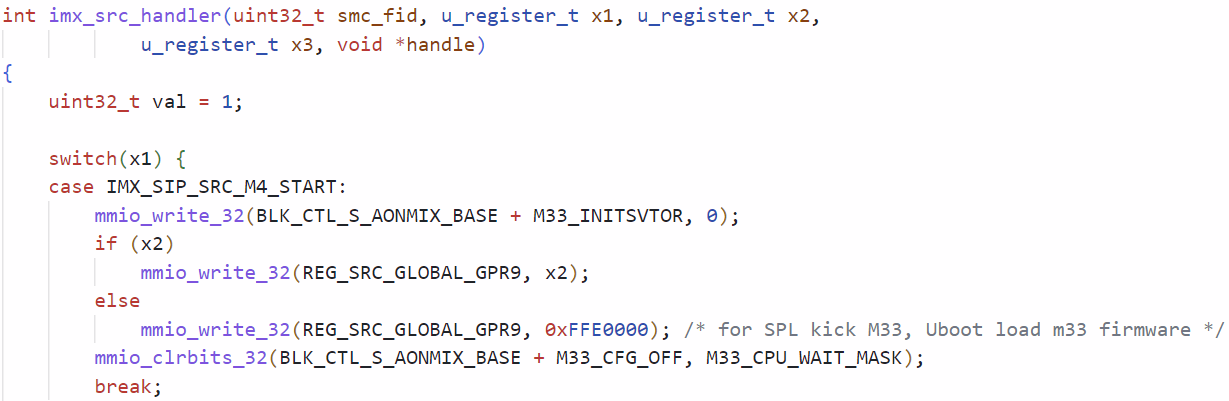 int imx_src_handler(uint32_t smc_fid, u_register_t x1, u_register_t x2,
            u_register_t x3, void *handle)
{
    uint32_t val = 1;

    switch(x1) {
    case IMX_SIP_SRC_M4_START:
        mmio_write_32(BLK_CTL_S_AONMIX_BASE + M33_INITSVTOR, 0);
        if (x2)
            mmio_write_32(REG_SRC_GLOBAL_GPR9, x2);
        else
            mmio_write_32(REG_SRC_GLOBAL_GPR9, 0xFFE0000); /* for SPL kick M33, Uboot load m33 firmware */
        mmio_clrbits_32(BLK_CTL_S_AONMIX_BASE + M33_CFG_OFF, M33_CPU_WAIT_MASK);
        break;